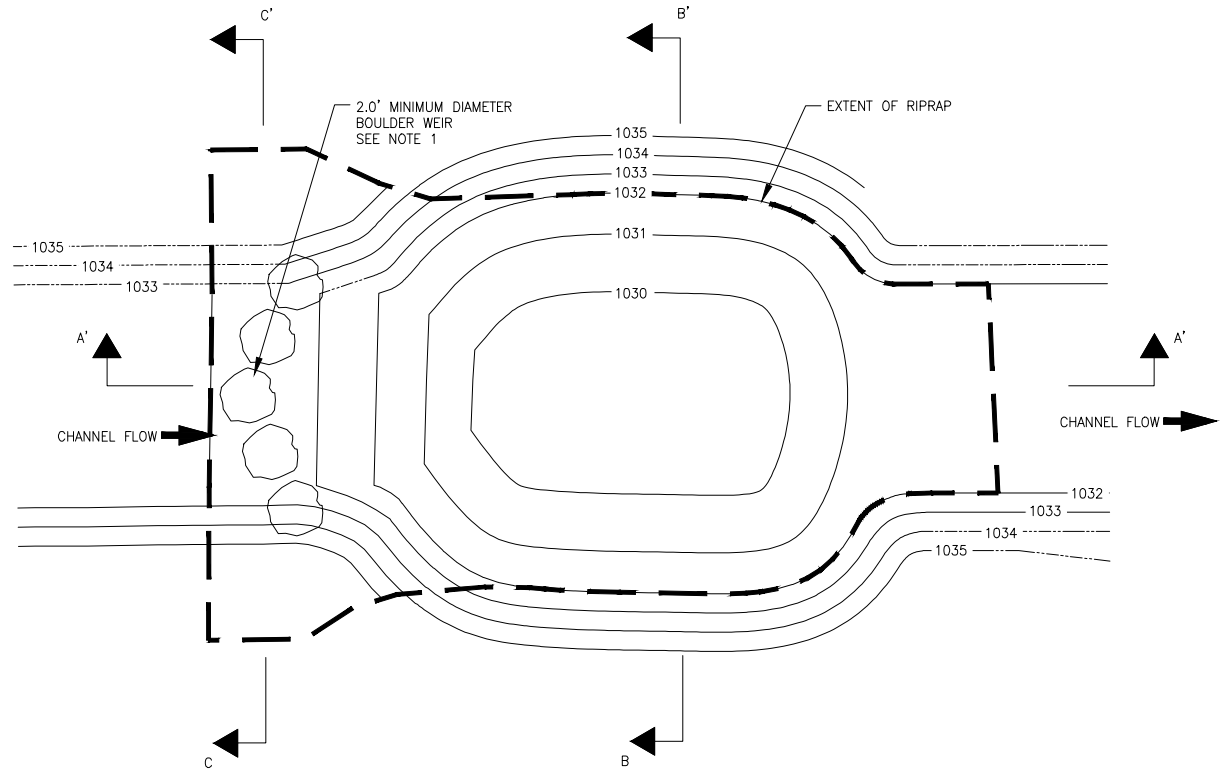 C'
B'
2.0' MINIMUM DIAMETER
BOULDER WEIR
SEE NOTE 1
EXTENT OF RIPRAP
1035
1034
1033
1032
1031
1030
1035
1034
1033
A'
A'
CHANNEL FLOW
CHANNEL FLOW
1032
1033
1034
1035
C
B